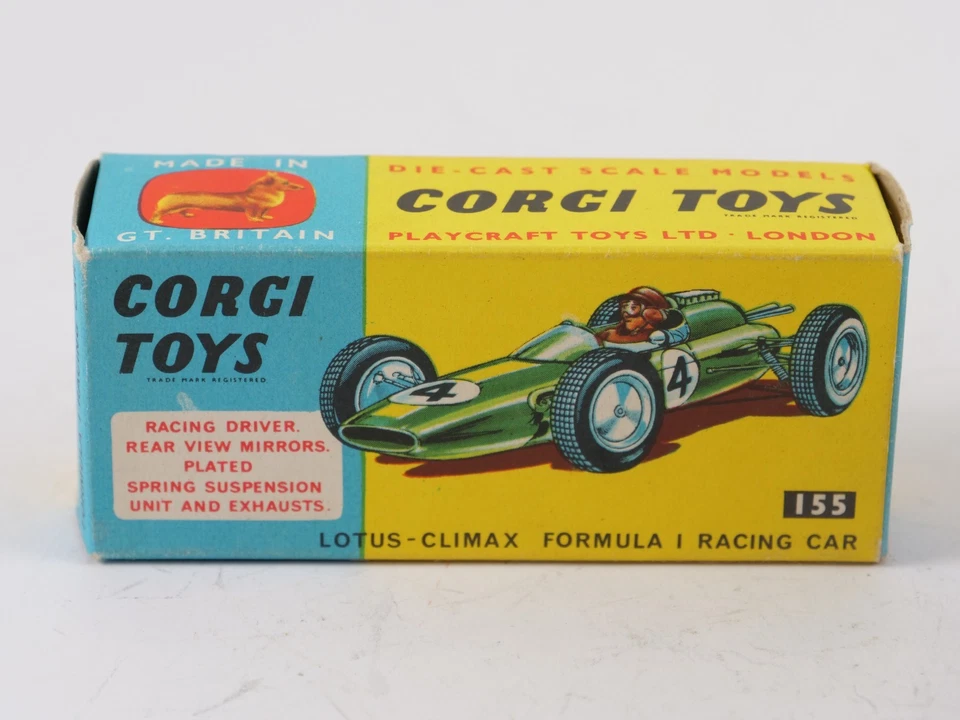 MADE IN
GT. BRITAIN
DIE-CAST SCALE MODELS
CORGI TOYS
TRADE MARK REGISTERED
PLAYCRAFT TOYS LTD · LONDON
CORGI
TOYS
TRADE MARK REGISTERED
RACING DRIVER.
REAR VIEW MIRRORS.
PLATED
SPRING SUSPENSION
UNIT AND EXHAUSTS.
4
4
155
LOTUS-CLIMAX FORMULA I RACING CAR